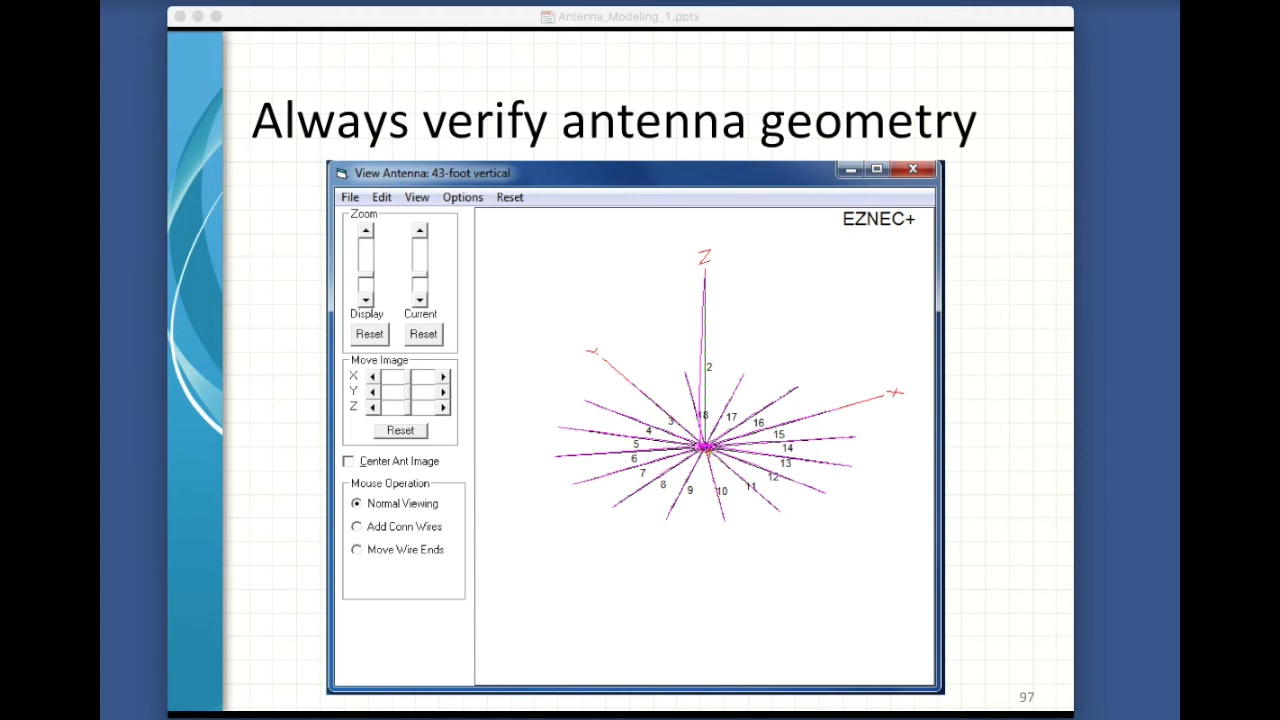 Antenna_Modeling_1.pptx
Always verify antenna geometry
View Antenna: 43-foot vertical
File Edit View Options Reset
Zoom
Display Current
Reset Reset
Move Image
X
Y
Z
Reset
Center Ant Image
Mouse Operation
Normal Viewing
Add Conn Wires
Move Wire Ends
EZNEC+
Z
Y
X
2
18 17
3 16
4 15
5 14
6 13
7 12
8 9 10 11
97